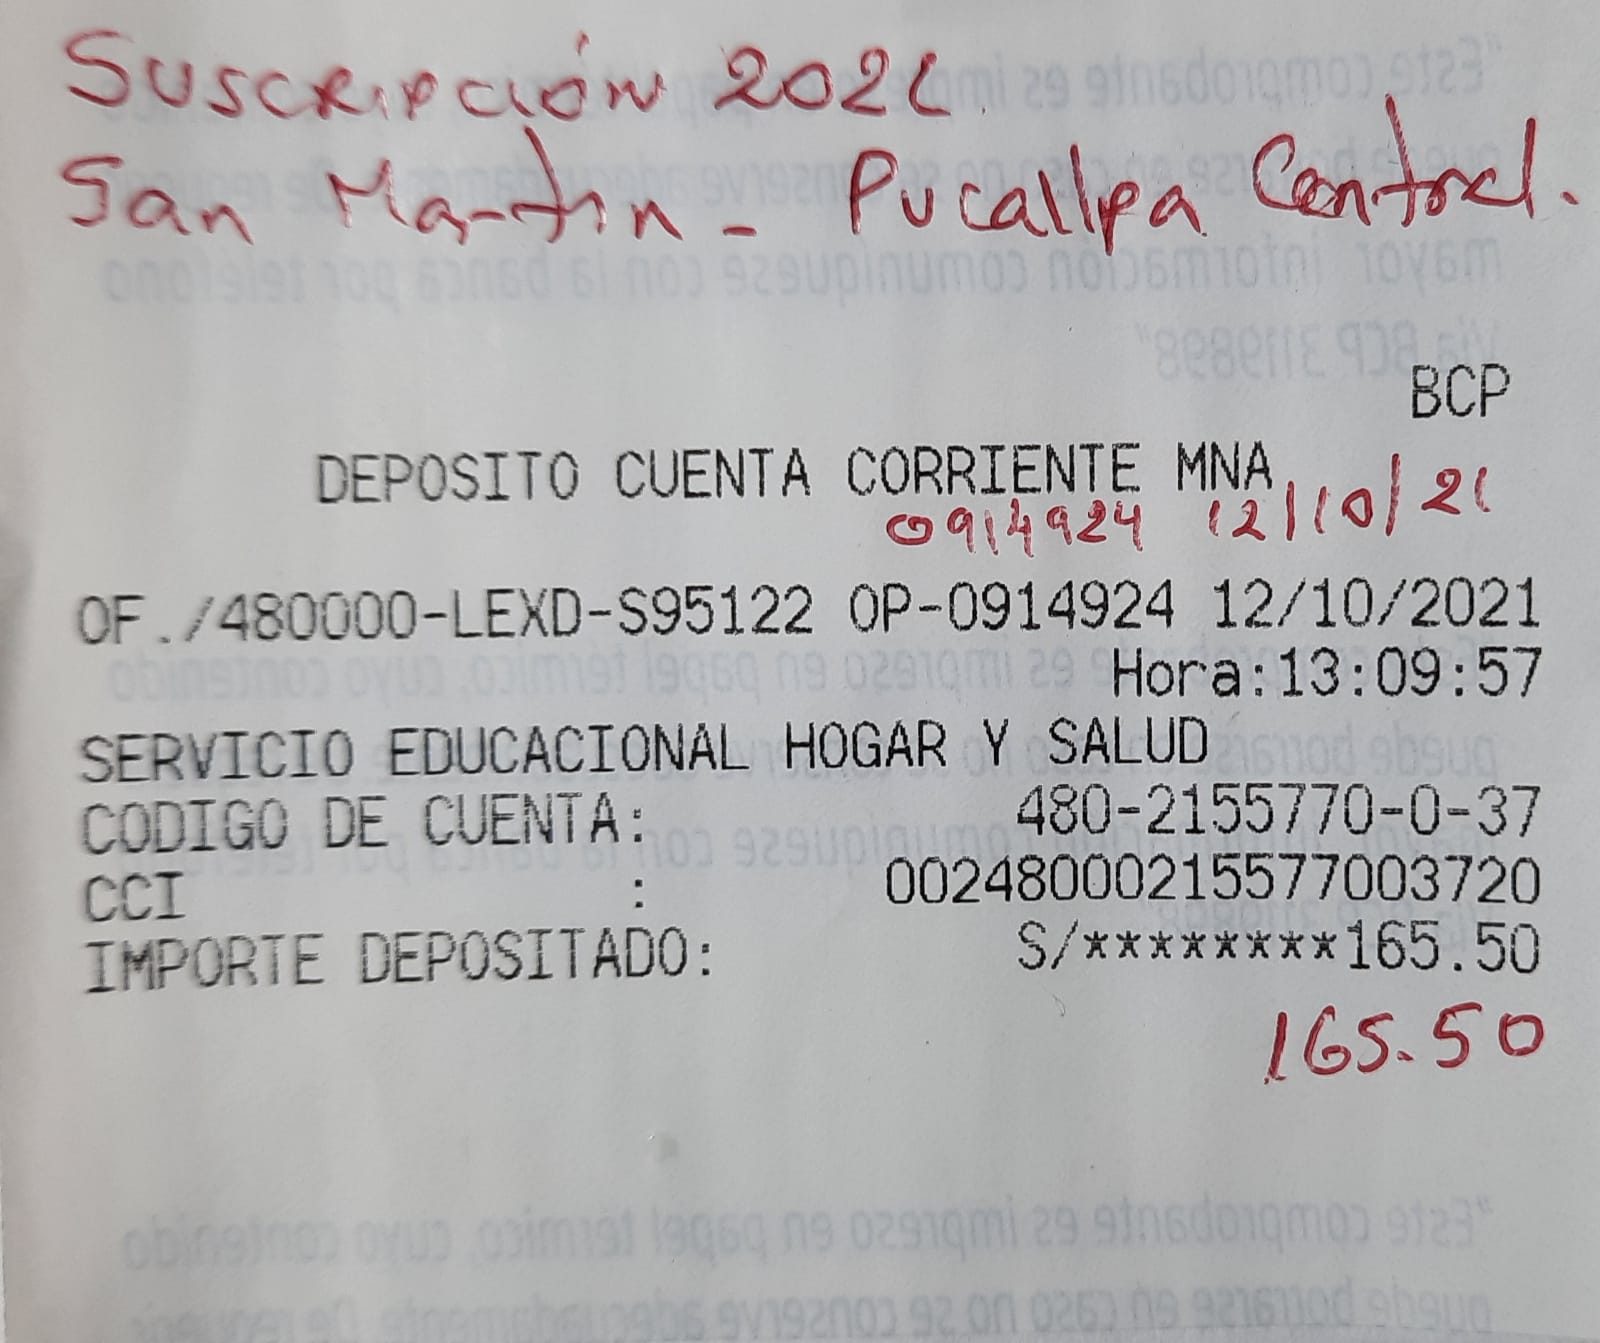 Suscripción 2021
San Martin - Pucallpa Central.
BCP
DEPOSITO CUENTA CORRIENTE MNA
0914924 12/10/21
OF./480000-LEXD-S95122 OP-0914924 12/10/2021
Hora:13:09:57
SERVICIO EDUCACIONAL HOGAR Y SALUD
CODIGO DE CUENTA: 480-2155770-0-37
CCI : 00248000215577003720
IMPORTE DEPOSITADO: S/********165.50
165.50